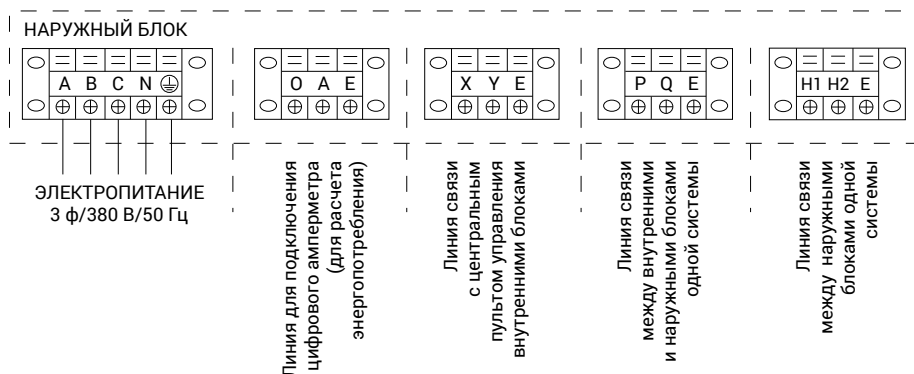 НАРУЖНЫЙ БЛОК
A B C N
O A E
X Y E
P Q E
H1 H2 E
ЭЛЕКТРОПИТАНИЕ
3 ф/380 В/50 Гц
Линия для подключения
цифрового амперметра
(для расчета
энергопотребления)
Линия связи
с центральным
пультом управления
внутренними блоками
Линия связи
между внутренними
и наружными блоками
одной системы
Линия связи
между наружными
блоками одной
системы